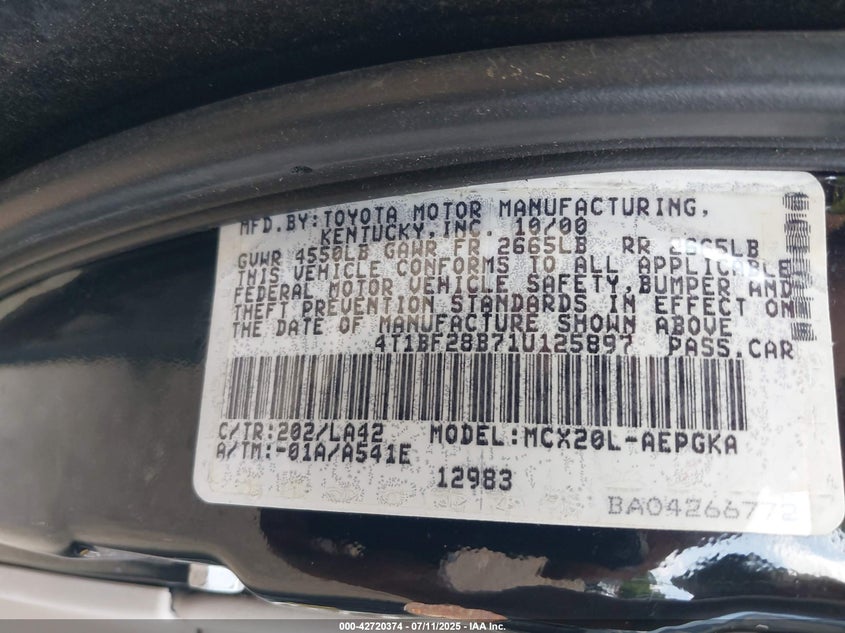 MFD.BY:TOYOTA MOTOR MANUFACTURING,
KENTUCKY,INC. 10/00
GVWR 4550LB GAWR FR 2665LB RR 2665LB
THIS VEHICLE CONFORMS TO ALL APPLICABLE
FEDERAL MOTOR VEHICLE SAFETY,BUMPER AND
THEFT PREVENTION STANDARDS IN EFFECT ON
THE DATE OF MANUFACTURE SHOWN ABOVE
4T1BF28B71U125897 PASS.CAR
C/TR:202/LA42 MODEL:MCX20L-AEPGKA
A/TM:-01A/A541E
12983
BA04266772
000-42720374 - 07/11/2025 - IAA Inc.